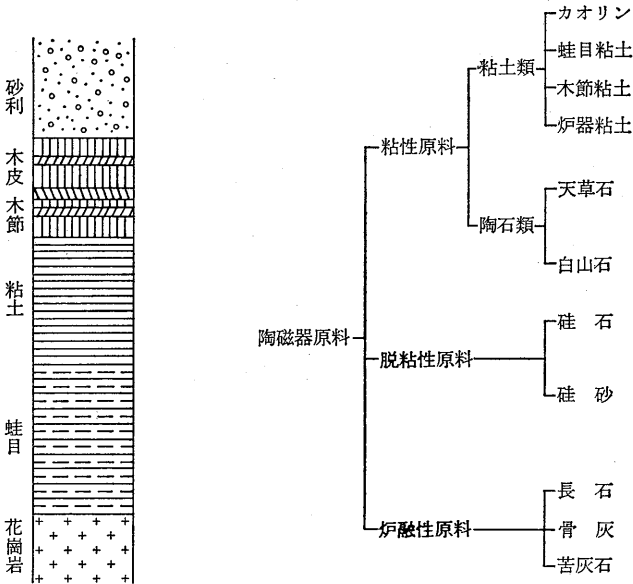 砂利
木皮
木節
粘土
蛙目
花崗岩
陶磁器原料
粘性原料
粘土類
カオリン
蛙目粘土
木節粘土
炉器粘土
陶石類
天草石
白山石
脱粘性原料
硅 石
硅 砂
炉融性原料
長 石
骨 灰
苦灰石